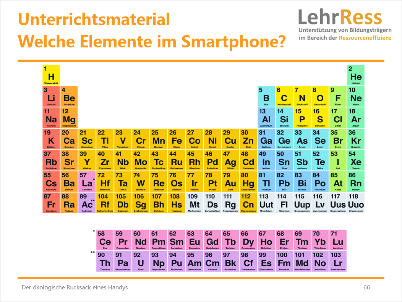 Unterrichtsmaterial
Welche Elemente im Smartphone?
LehrRess
Unterstützung von Bildungsträgern
im Bereich der Ressourceneffizienz
1 2
H He
3 4 5 6 7 8 9 10
Li Be B C N O F Ne
11 12 13 14 15 16 17 18
Na Mg Al Si P S Cl Ar
19 20 21 22 23 24 25 26 27 28 29 30 31 32 33 34 35 36
K Ca Sc Ti V Cr Mn Fe Co Ni Cu Zn Ga Ge As Se Br Kr
37 38 39 40 41 42 43 44 45 46 47 48 49 50 51 52 53 54
Rb Sr Y Zr Nb Mo Tc Ru Rh Pd Ag Cd In Sn Sb Te I Xe
55 56 57 72 73 74 75 76 77 78 79 80 81 82 83 84 85 86
Cs Ba La Hf Ta W Re Os Ir Pt Au Hg Tl Pb Bi Po At Rn
87 88 89 104 105 106 107 108 109 110 111 112 113 114 115 116 117 118
Fr Ra Ac Rf Db Sg Bh Hs Mt Ds Rg Cn Uut Fl Uup Lv Uus Uuo
58 59 60 61 62 63 64 65 66 67 68 69 70 71
Ce Pr Nd Pm Sm Eu Gd Tb Dy Ho Er Tm Yb Lu
90 91 92 93 94 95 96 97 98 99 100 101 102 103
Th Pa U Np Pu Am Cm Bk Cf Es Fm Md No Lr
Der ökologische Rucksack eines Handys
66